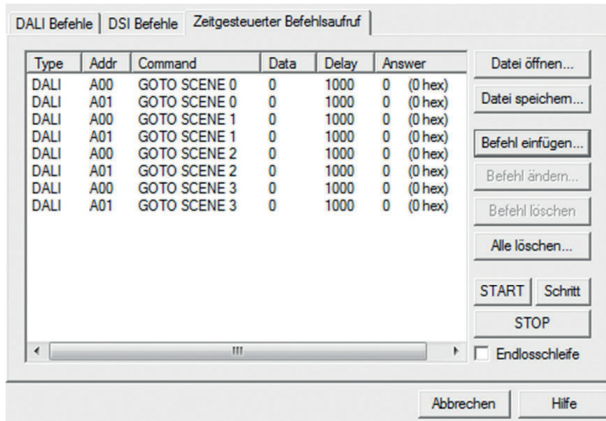 DALI Befehle DSI Befehle Zeitgesteuerter Befehlsaufruf
Type Addr Command Data Delay Answer
DALI A00 GOTO SCENE 0 0 1000 0 (0 hex)
DALI A01 GOTO SCENE 0 0 1000 0 (0 hex)
DALI A00 GOTO SCENE 1 0 1000 0 (0 hex)
DALI A01 GOTO SCENE 1 0 1000 0 (0 hex)
DALI A00 GOTO SCENE 2 0 1000 0 (0 hex)
DALI A01 GOTO SCENE 2 0 1000 0 (0 hex)
DALI A00 GOTO SCENE 3 0 1000 0 (0 hex)
DALI A01 GOTO SCENE 3 0 1000 0 (0 hex)
Datei öffnen...
Datei speichern...
Befehl einfügen...
Befehl ändern...
Befehl löschen
Alle löschen...
START Schritt
STOP
Endlosschleife
Abbrechen Hilfe